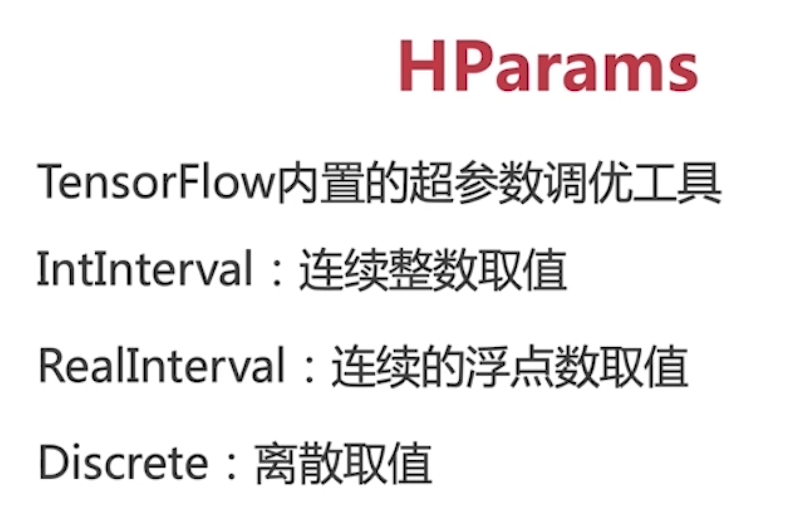 HParams
TensorFlow内置的超参数调优工具
IntInterval：连续整数取值
RealInterval：连续的浮点数取值
Discrete：离散取值